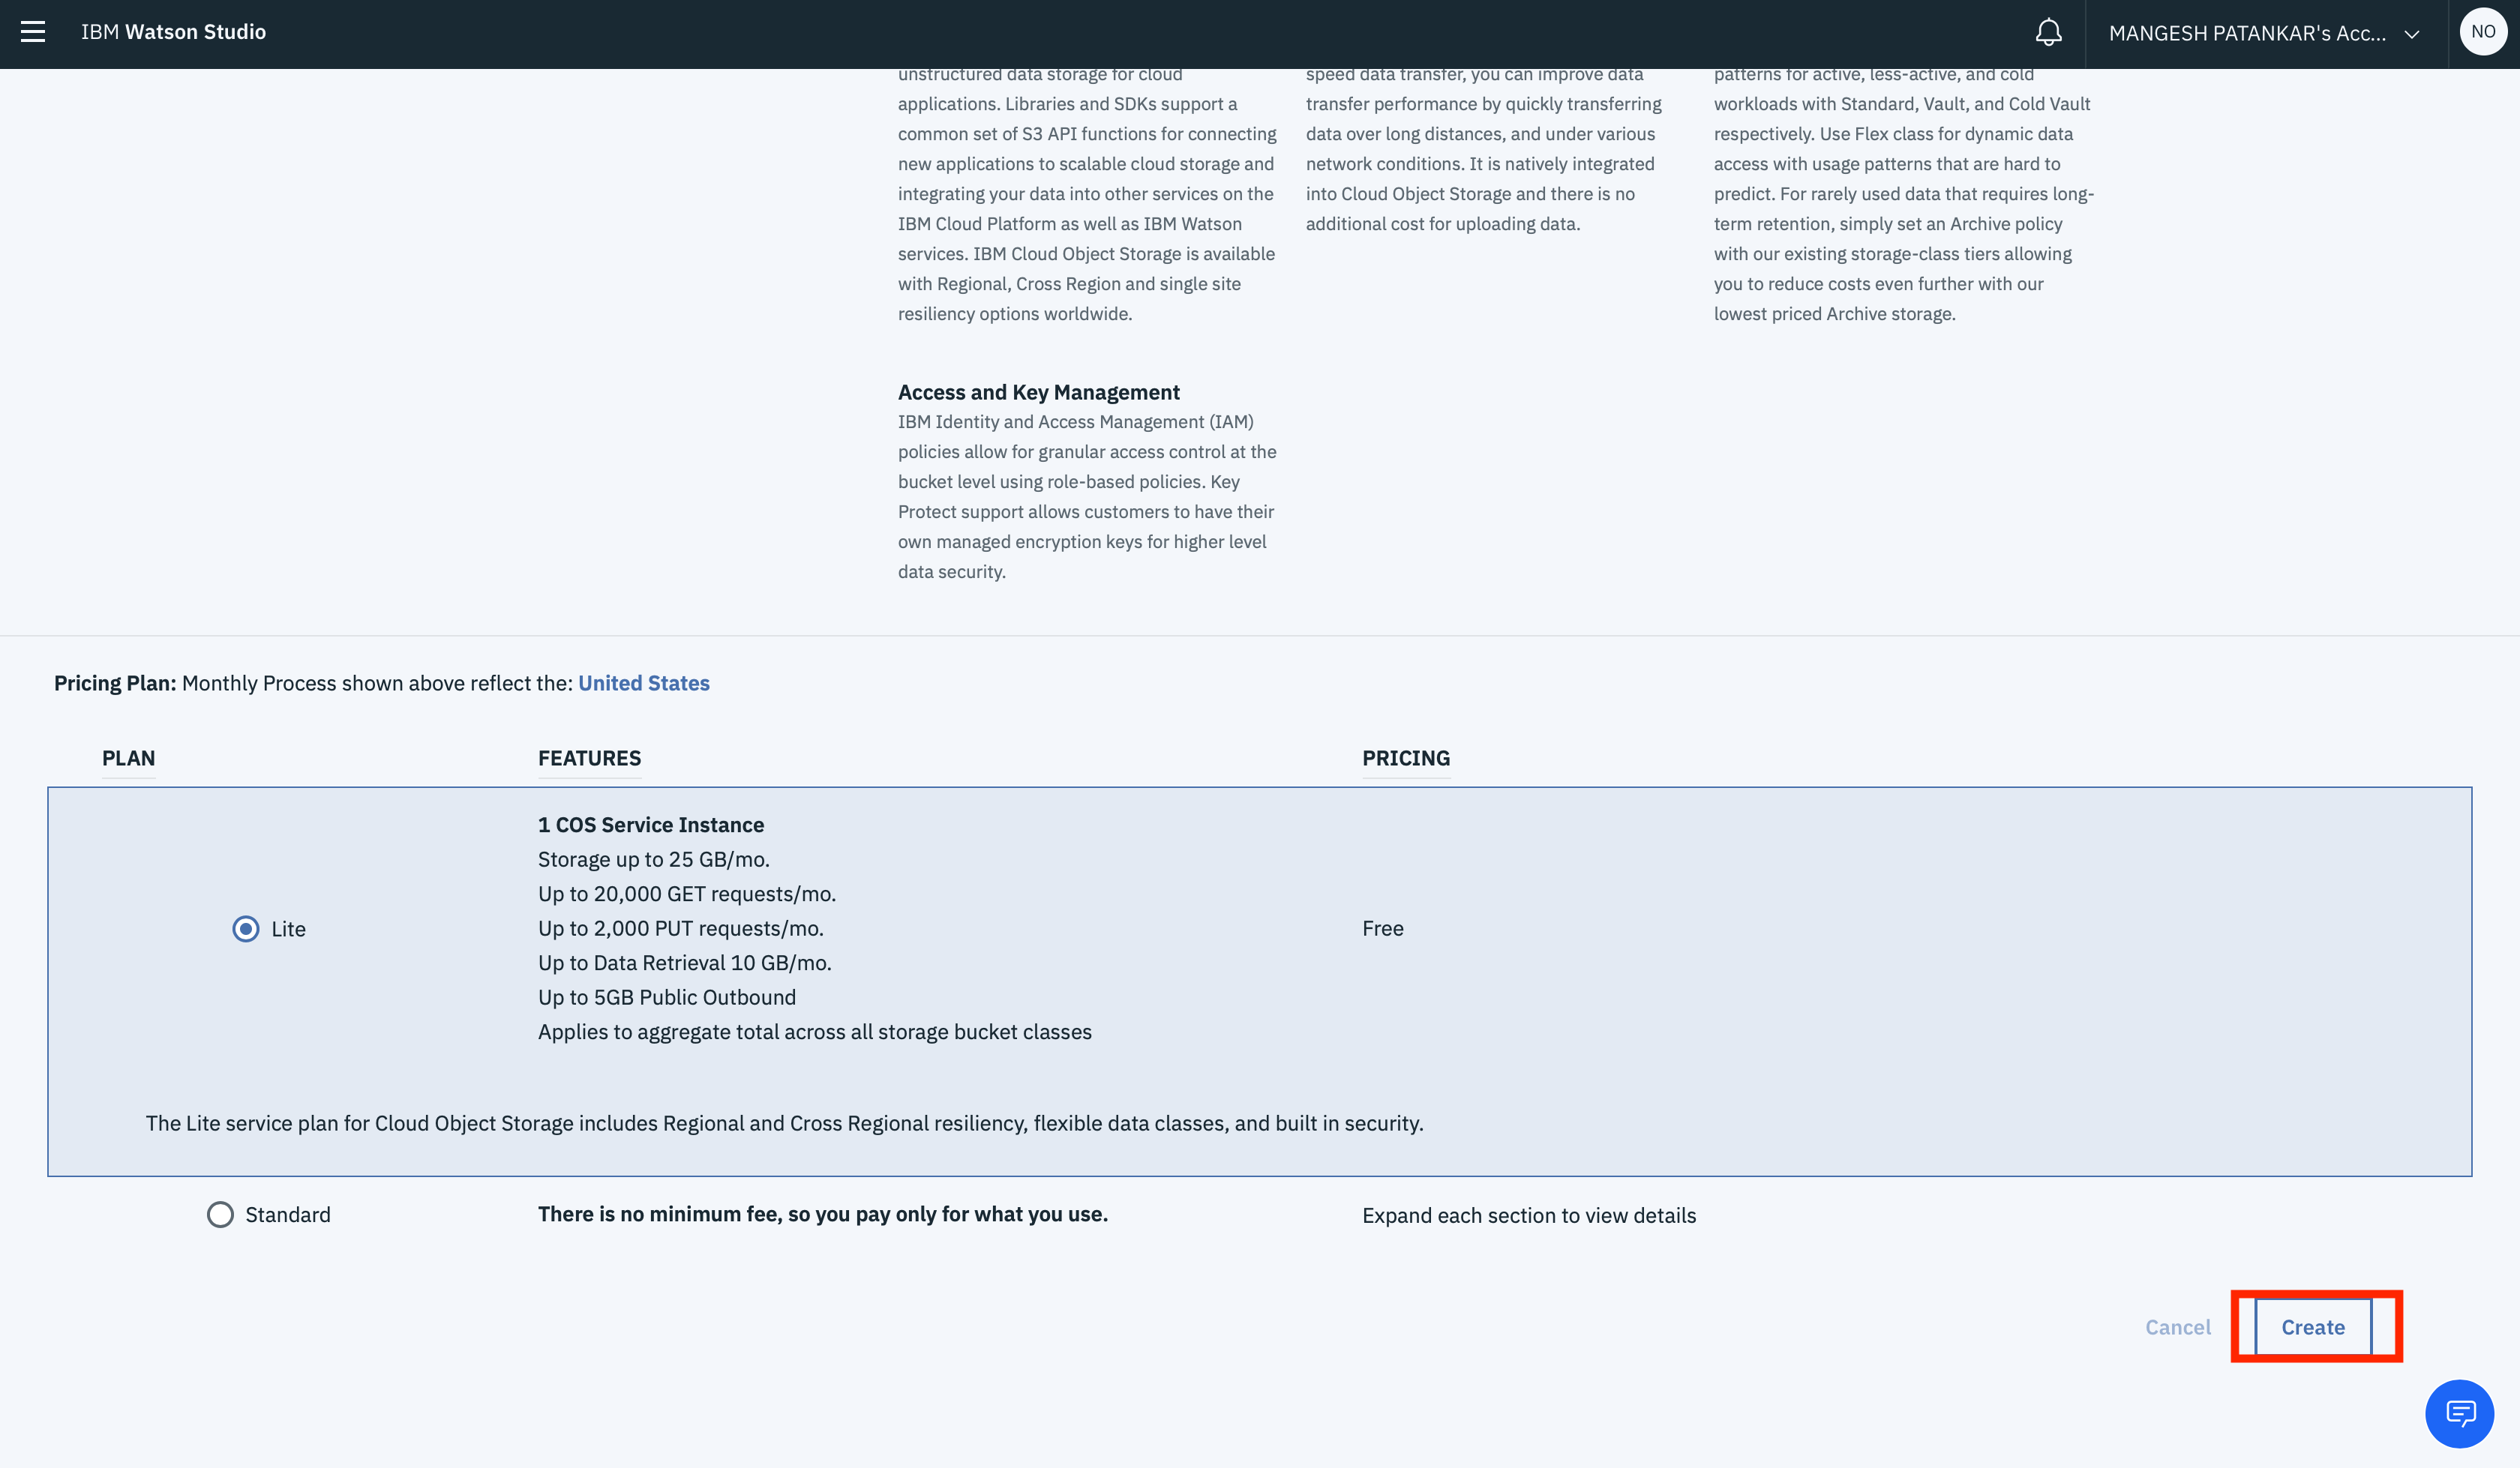 IBM Watson Studio
MANGESH PATANKAR's Acc...
NO
unstructured data storage for cloud
applications. Libraries and SDKs support a
common set of S3 API functions for connecting
new applications to scalable cloud storage and
integrating your data into other services on the
IBM Cloud Platform as well as IBM Watson
services. IBM Cloud Object Storage is available
with Regional, Cross Region and single site
resiliency options worldwide.
speed data transfer, you can improve data
transfer performance by quickly transferring
data over long distances, and under various
network conditions. It is natively integrated
into Cloud Object Storage and there is no
additional cost for uploading data.
patterns for active, less-active, and cold
workloads with Standard, Vault, and Cold Vault
respectively. Use Flex class for dynamic data
access with usage patterns that are hard to
predict. For rarely used data that requires long-
term retention, simply set an Archive policy
with our existing storage-class tiers allowing
you to reduce costs even further with our
lowest priced Archive storage.
Access and Key Management
IBM Identity and Access Management (IAM)
policies allow for granular access control at the
bucket level using role-based policies. Key
Protect support allows customers to have their
own managed encryption keys for higher level
data security.
Pricing Plan: Monthly Process shown above reflect the: United States
PLAN
FEATURES
PRICING
1 COS Service Instance
Storage up to 25 GB/mo.
Up to 20,000 GET requests/mo.
Lite
Up to 2,000 PUT requests/mo.
Free
Up to Data Retrieval 10 GB/mo.
Up to 5GB Public Outbound
Applies to aggregate total across all storage bucket classes
The Lite service plan for Cloud Object Storage includes Regional and Cross Regional resiliency, flexible data classes, and built in security.
Standard
There is no minimum fee, so you pay only for what you use.
Expand each section to view details
Cancel
Create